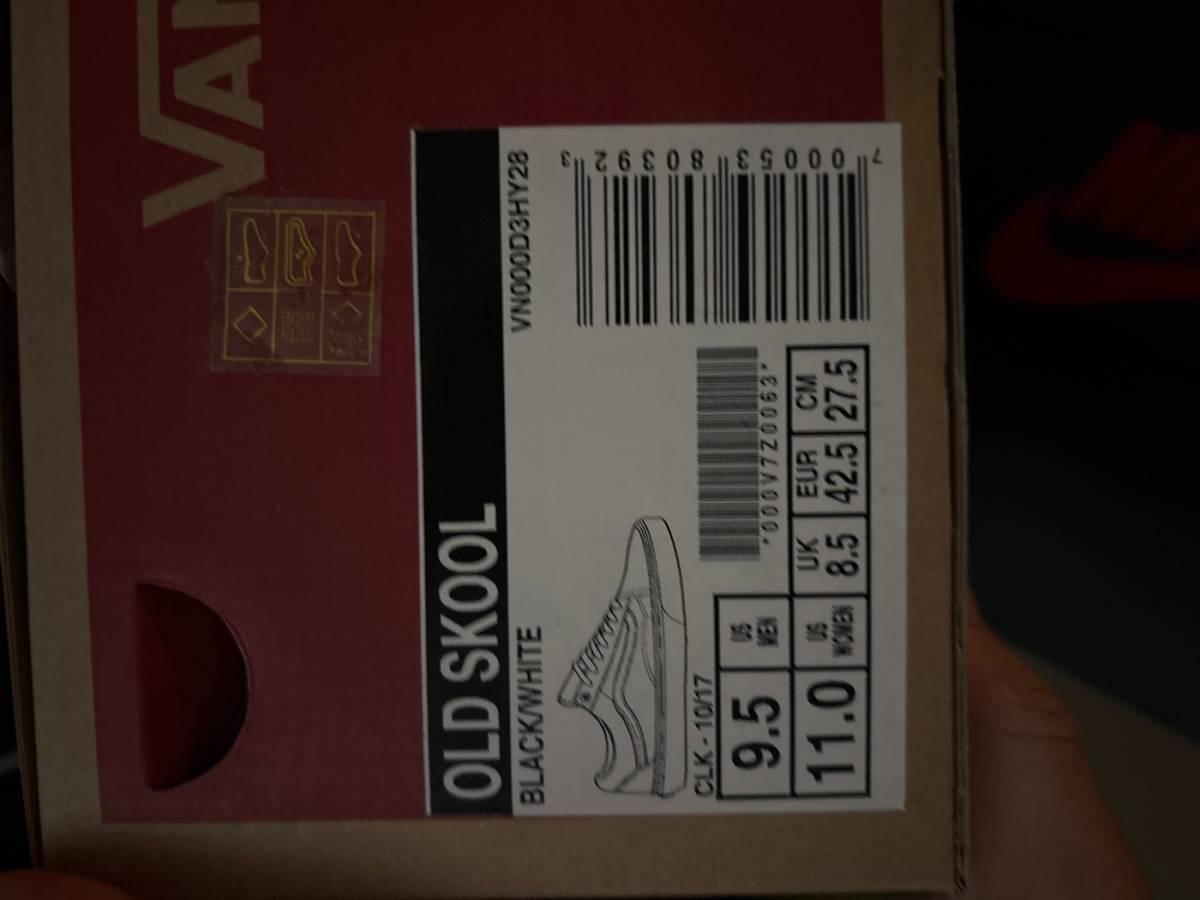 VAN
OLD SKOOL
BLACK/WHITE
VN000D3HY28
7 00053 80392 3
*000V7Z0063*
CLK - 10/17
9.5 US MEN
11.0 US WOMEN
UK EUR CM
8.5 42.5 27.5